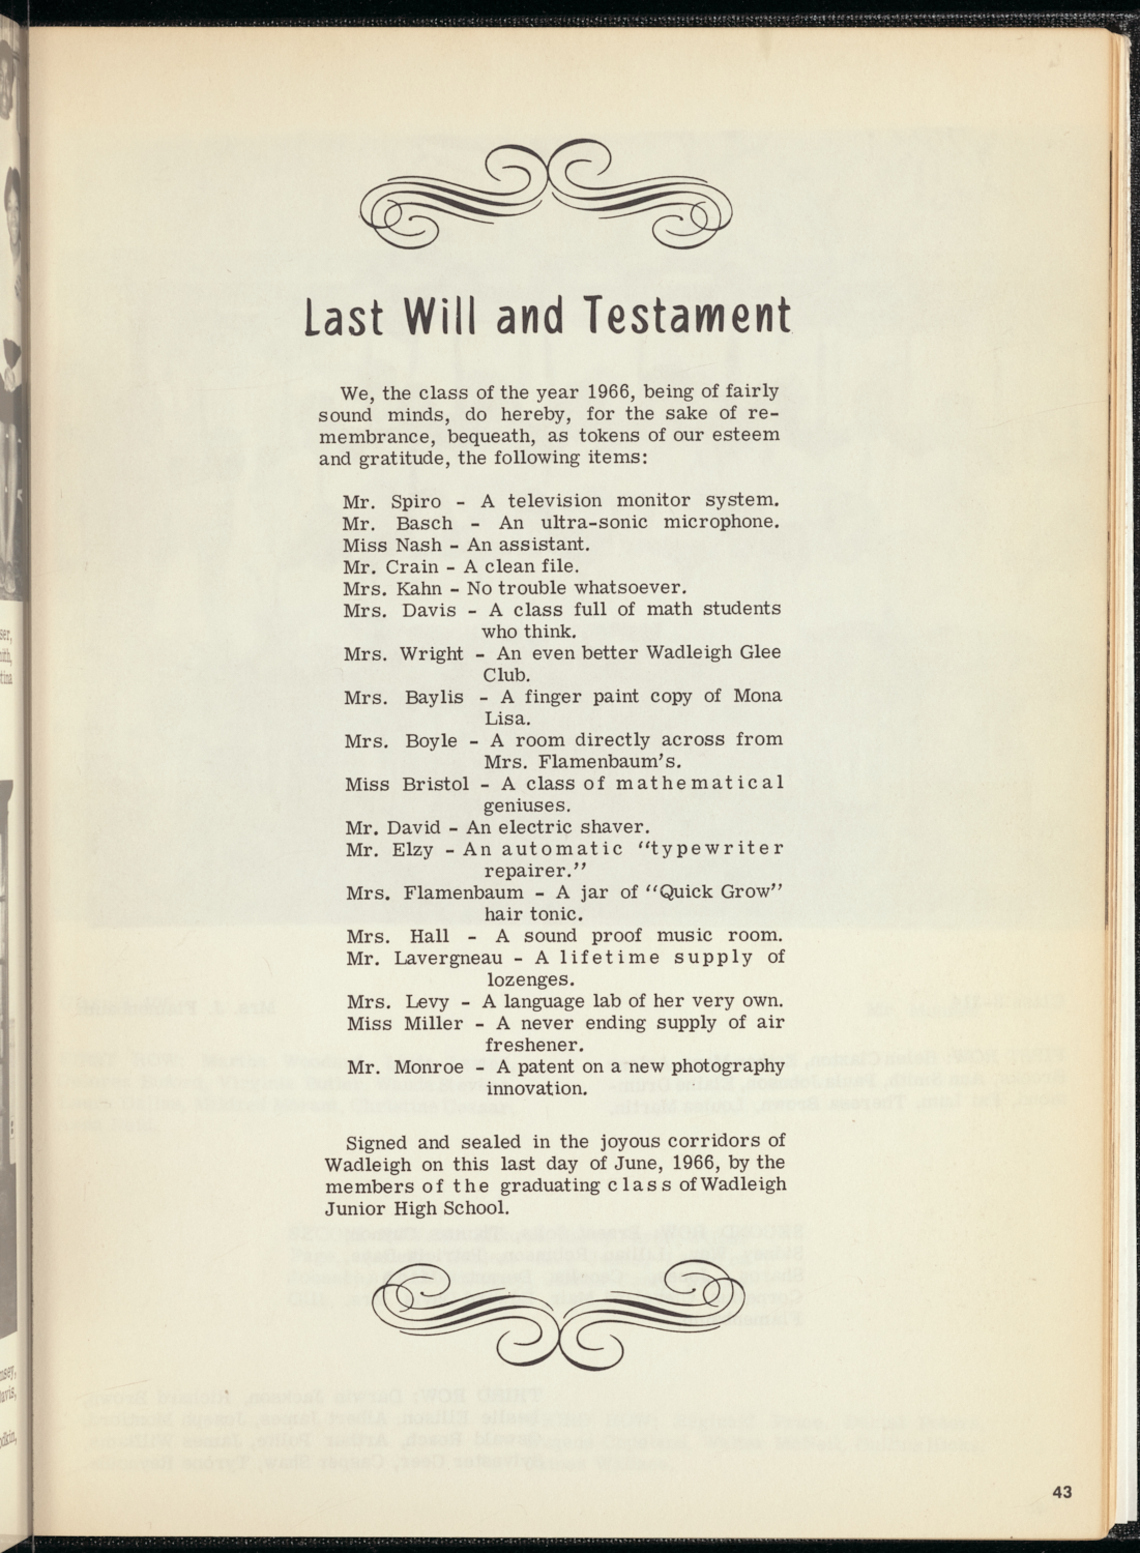 Last Will and Testament
We, the class of the year 1966, being of fairly
sound minds, do hereby, for the sake of re-
membrance, bequeath, as tokens of our esteem
and gratitude, the following items:
Mr. Spiro - A television monitor system.
Mr. Basch - An ultra-sonic microphone.
Miss Nash - An assistant.
Mr. Crain - A clean file.
Mrs. Kahn - No trouble whatsoever.
Mrs. Davis - A class full of math students
who think.
Mrs. Wright - An even better Wadleigh Glee
Club.
Mrs. Baylis - A finger paint copy of Mona
Lisa.
Mrs. Boyle - A room directly across from
Mrs. Flamenbaum's.
Miss Bristol - A class of mathematical
geniuses.
Mr. David - An electric shaver.
Mr. Elzy - An automatic "typewriter
repairer."
Mrs. Flamenbaum - A jar of "Quick Grow"
hair tonic.
Mrs. Hall - A sound proof music room.
Mr. Lavergneau - A lifetime supply of
lozenges.
Mrs. Levy - A language lab of her very own.
Miss Miller - A never ending supply of air
freshener.
Mr. Monroe - A patent on a new photography
innovation.
Signed and sealed in the joyous corridors of
Wadleigh on this last day of June, 1966, by the
members of the graduating class of Wadleigh
Junior High School.
43